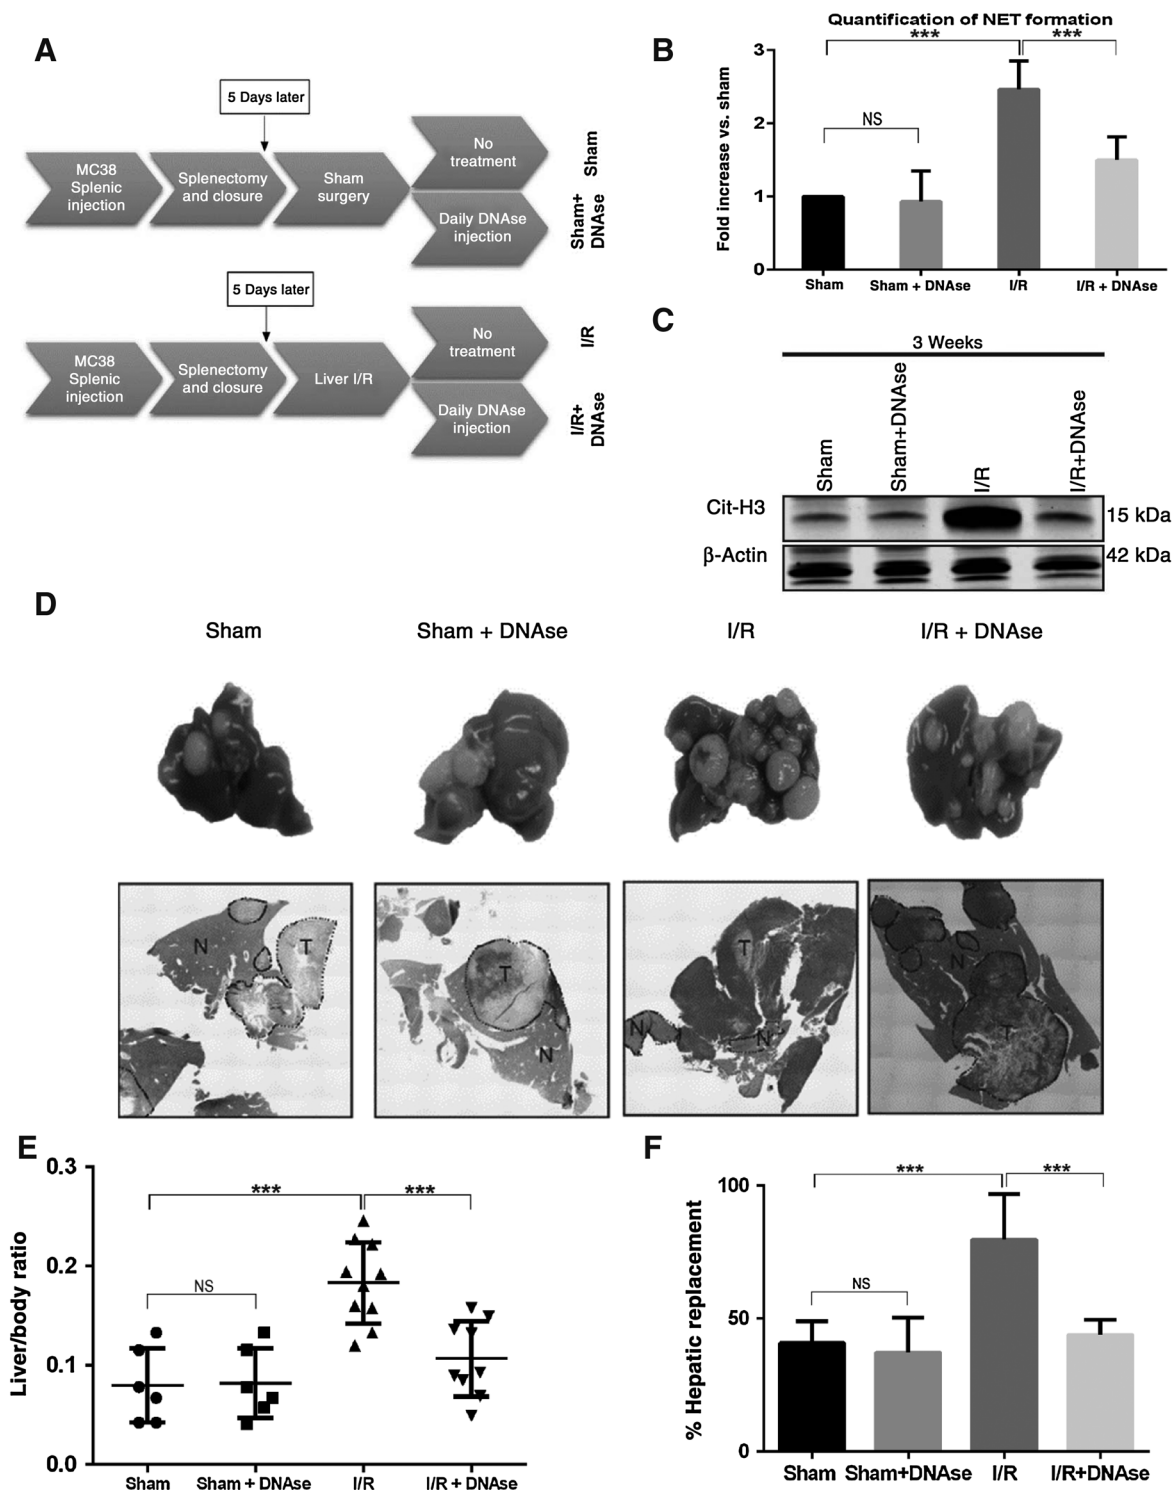 A
5 Days later
MC38
Splenic
injection
Splenectomy
and closure
Sham
surgery
No
treatment
Sham
Daily DNAse
injection
Sham+
DNAse
5 Days later
MC38
Splenic
injection
Splenectomy
and closure
Liver I/R
No
treatment
I/R
Daily DNAse
injection
I/R+
DNAse
B
Quantification of NET formation
***
***
NS
Fold increase vs. sham
3
2
1
0
Sham
Sham + DNAse
I/R
I/R + DNAse
C
3 Weeks
Sham
Sham+DNAse
I/R
I/R+DNAse
Cit-H3
15 kDa
β-Actin
42 kDa
D
Sham
Sham + DNAse
I/R
I/R + DNAse
N
T
T
N
T
N
N
N
T
E
Liver/body ratio
0.3
0.2
0.1
0.0
***
***
NS
Sham
Sham + DNAse
I/R
I/R + DNAse
F
% Hepatic replacement
100
50
0
***
***
NS
Sham
Sham+DNAse
I/R
I/R+DNAse